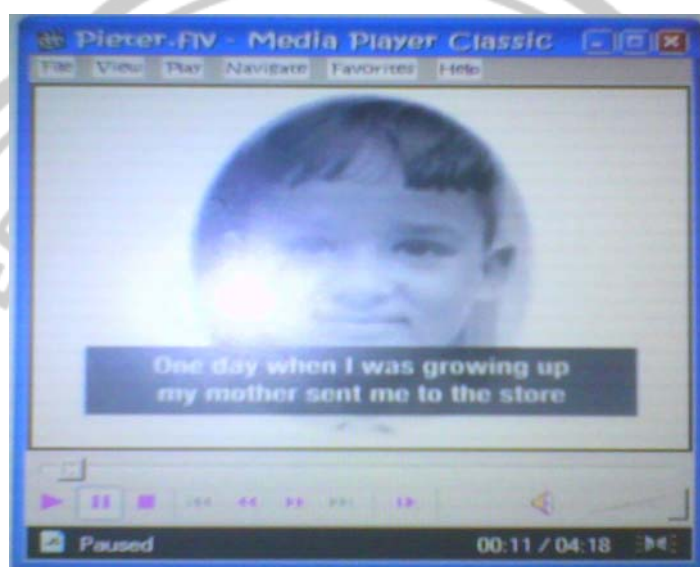 Pieter.flv - Media Player Classic
File View Play Navigate Favorites Help
One day when I was growing up
my mother sent me to the store
Paused 00:11 / 04:18